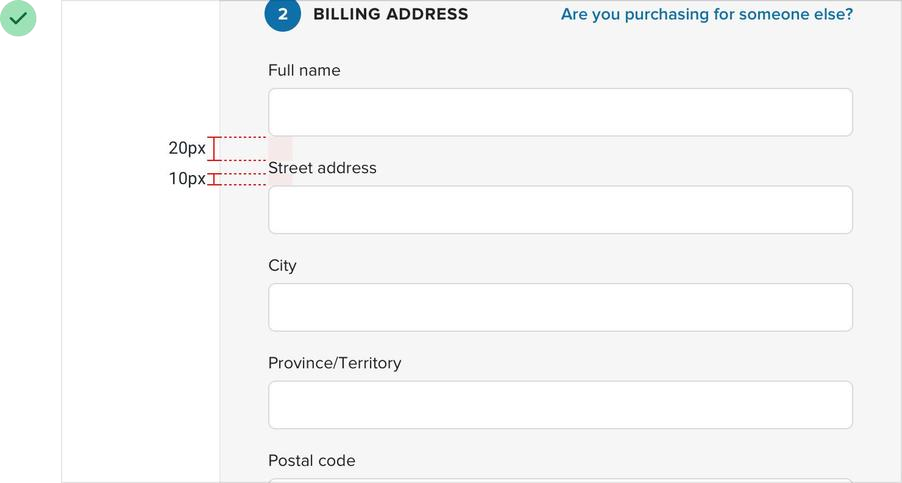 2 BILLING ADDRESS Are you purchasing for someone else?
Full name
20px
Street address
10px
City
Province/Territory
Postal code